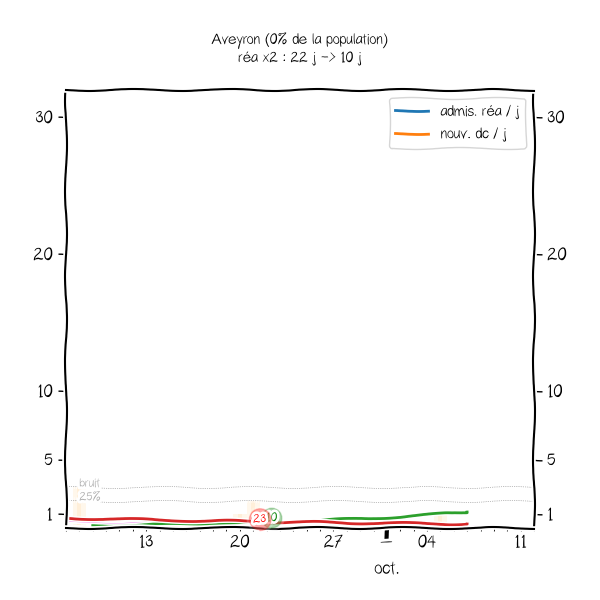 Aveyron (0% de la population)
réa x2 : 22 j -> 10 j
admis. réa / j
nouv. dc / j
30
30
20
20
10
10
5
5
bruit
25%
1
1
23
13
20
27
04
11
oct.